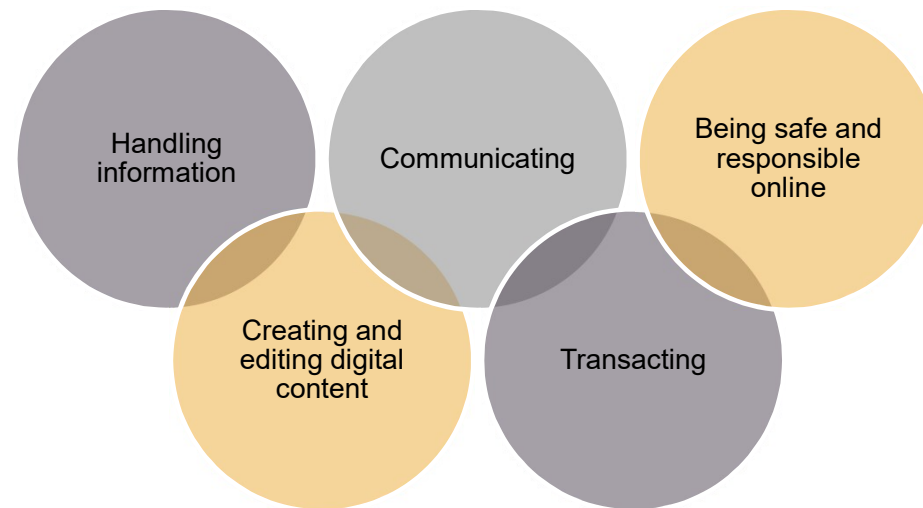 Handling
information
Communicating
Being safe and
responsible
online
Creating and
editing digital
content
Transacting